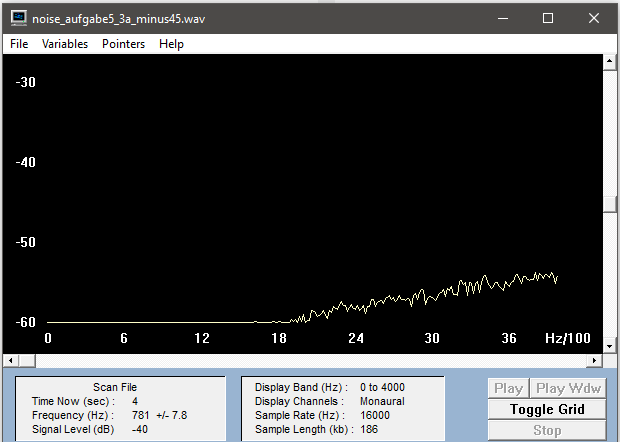 noise_aufgabe5_3a_minus45.wav
File Variables Pointers Help
-30
-40
-50
-60
0 6 12 18 24 30 36 Hz/100
Scan File
Time Now (sec) : 4
Frequency (Hz) : 781 +/- 7.8
Signal Level (dB) -40
Display Band (Hz) : 0 to 4000
Display Channels : Monaural
Sample Rate (Hz) : 16000
Sample Length (kb) : 186
Play Play Wdw
Toggle Grid
Stop